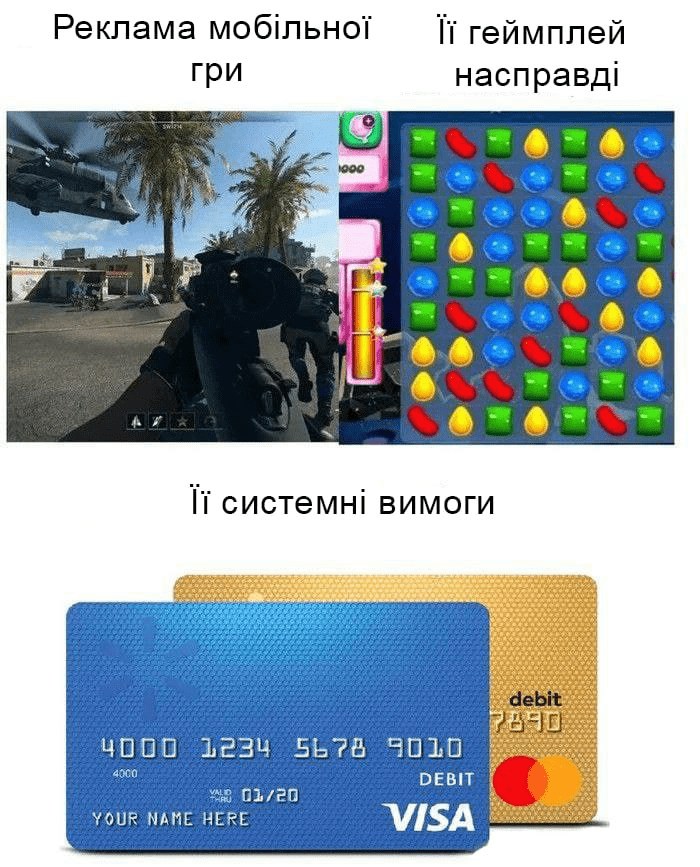 Реклама мобільної
гри
Її геймплей
насправді
000
Її системні вимоги
debit
7890
4000 1234 5678 9010
4000
DEBIT
VALID
THRU
01/20
YOUR NAME HERE
VISA